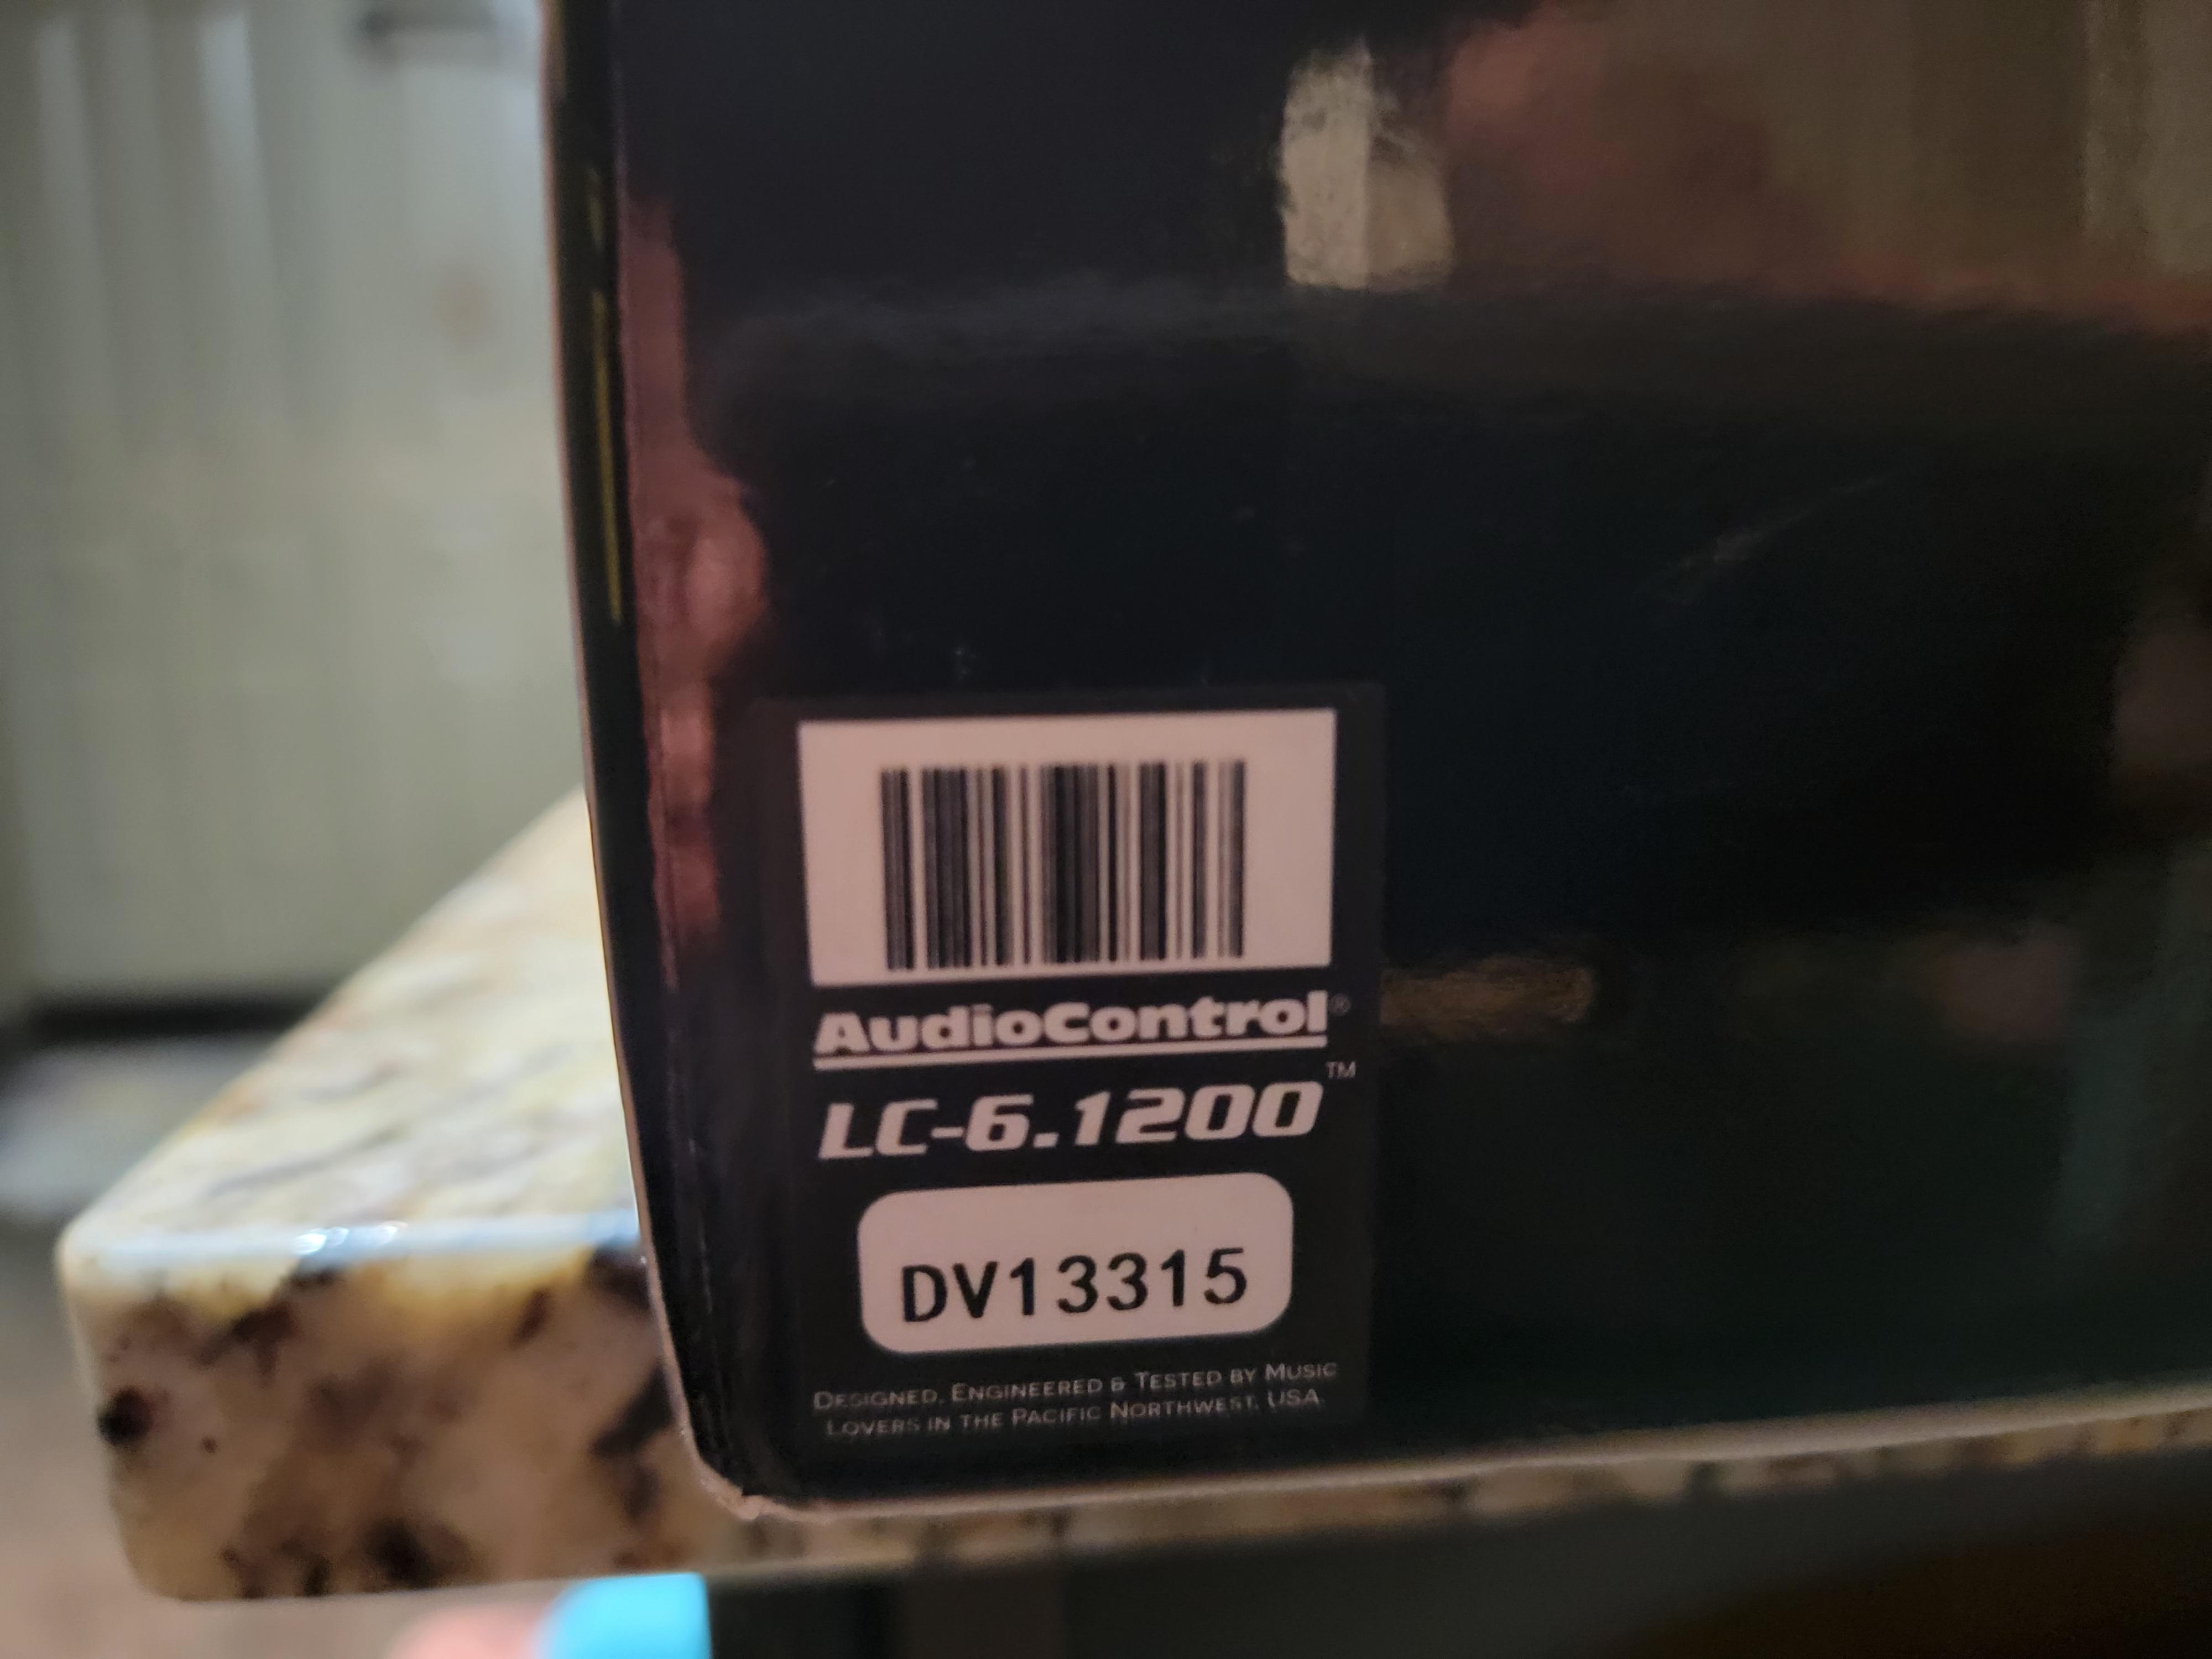 AudioControl®
LC-6.1200™
DV13315
DESIGNED, ENGINEERED & TESTED BY MUSIC
LOVERS IN THE PACIFIC NORTHWEST, USA